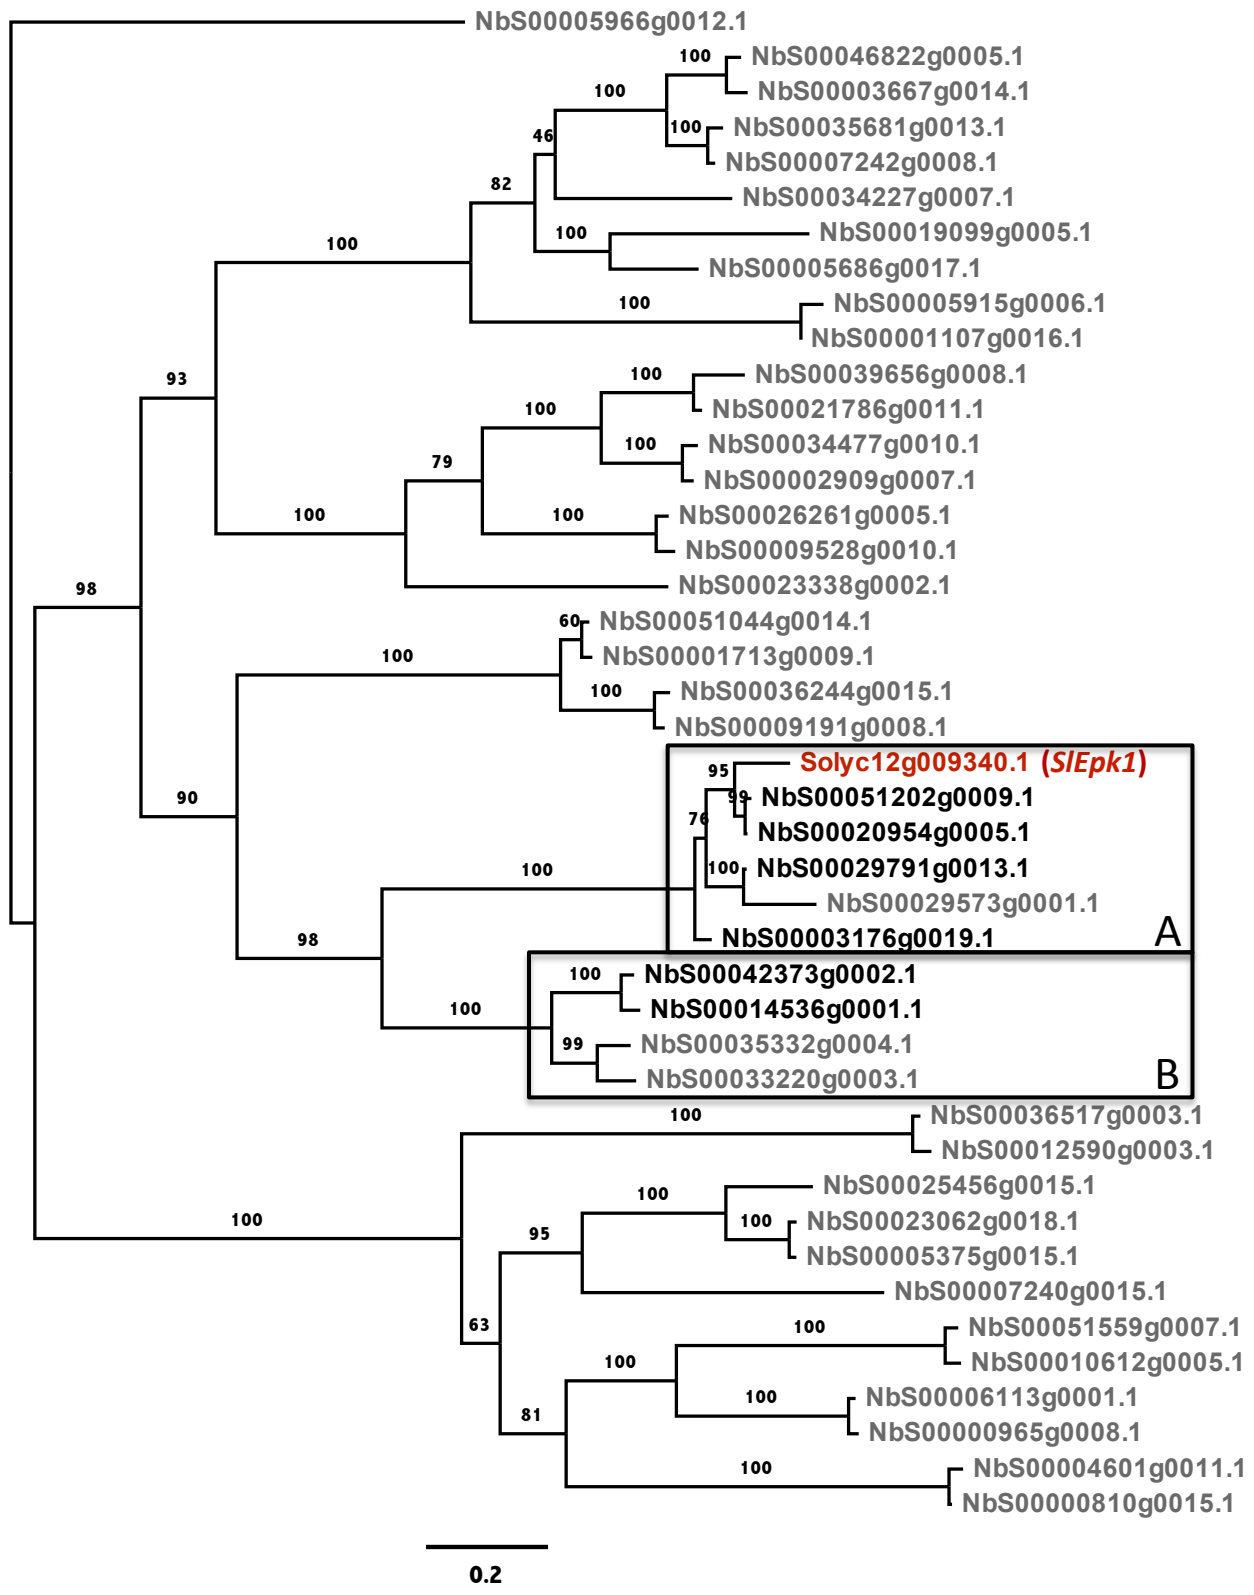 NbS00005966g0012.1
100
NbS00046822g0005.1
100
NbS00003667g0014.1
46
100
NbS00035681g0013.1
NbS00007242g0008.1
82
NbS00034227g0007.1
100
NbS00019099g0005.1
100
NbS00005686g0017.1
100
NbS00005915g0006.1
NbS00001107g0016.1
93
100
NbS00039656g0008.1
100
NbS00021786g0011.1
100
NbS00034477g0010.1
79
NbS00002909g0007.1
100
100
NbS00026261g0005.1
NbS00009528g0010.1
98
NbS00023338g0002.1
60
NbS00051044g0014.1
100
NbS00001713g0009.1
100
NbS00036244g0015.1
NbS00009191g0008.1
95
Solyc12g009340.1 (SlEpk1)
90
99
NbS00051202g0009.1
76
NbS00020954g0005.1
100
100
NbS00029791g0013.1
NbS00029573g0001.1
98
NbS00003176g0019.1
A
100
NbS00042373g0002.1
100
NbS00014536g0001.1
99
NbS00035332g0004.1
NbS00033220g0003.1
B
100
NbS00036517g0003.1
NbS00012590g0003.1
100
100
NbS00025456g0015.1
95
100
NbS00023062g0018.1
NbS00005375g0015.1
NbS00007240g0015.1
63
100
NbS00051559g0007.1
100
NbS00010612g0005.1
81
100
NbS00006113g0001.1
NbS00000965g0008.1
100
NbS00004601g0011.1
NbS00000810g0015.1
0.2